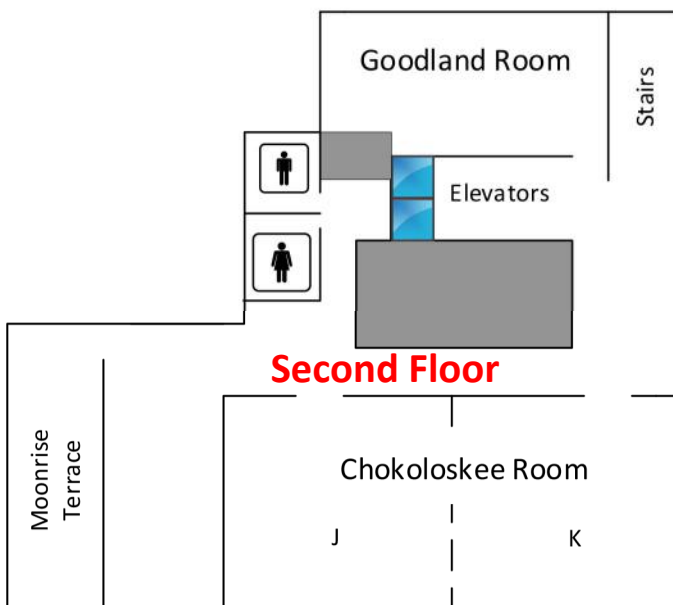 Goodland Room
Stairs
Elevators
Second Floor
Moonrise
Terrace
Chokoloskee Room
J
K